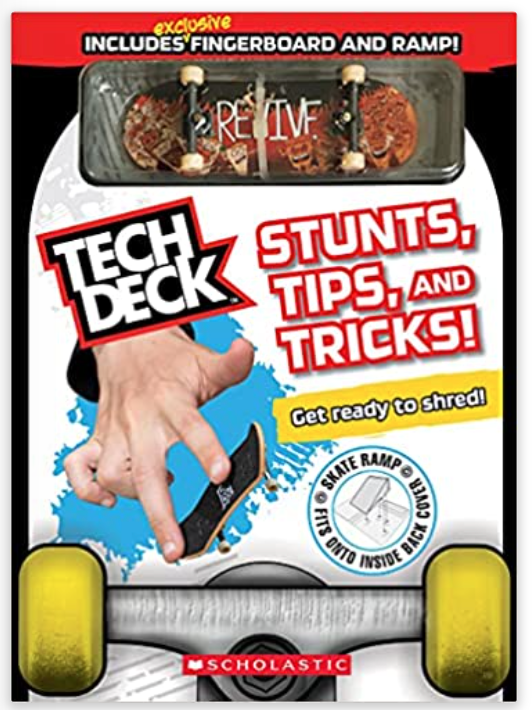 exclusive
INCLUDES FINGERBOARD AND RAMP!
REVIVE
TECH
DECK
STUNTS,
TIPS, AND
TRICKS!
Get ready to shred!
SKATE RAMP
FITS ONTO INSIDE BACK COVER
SCHOLASTIC